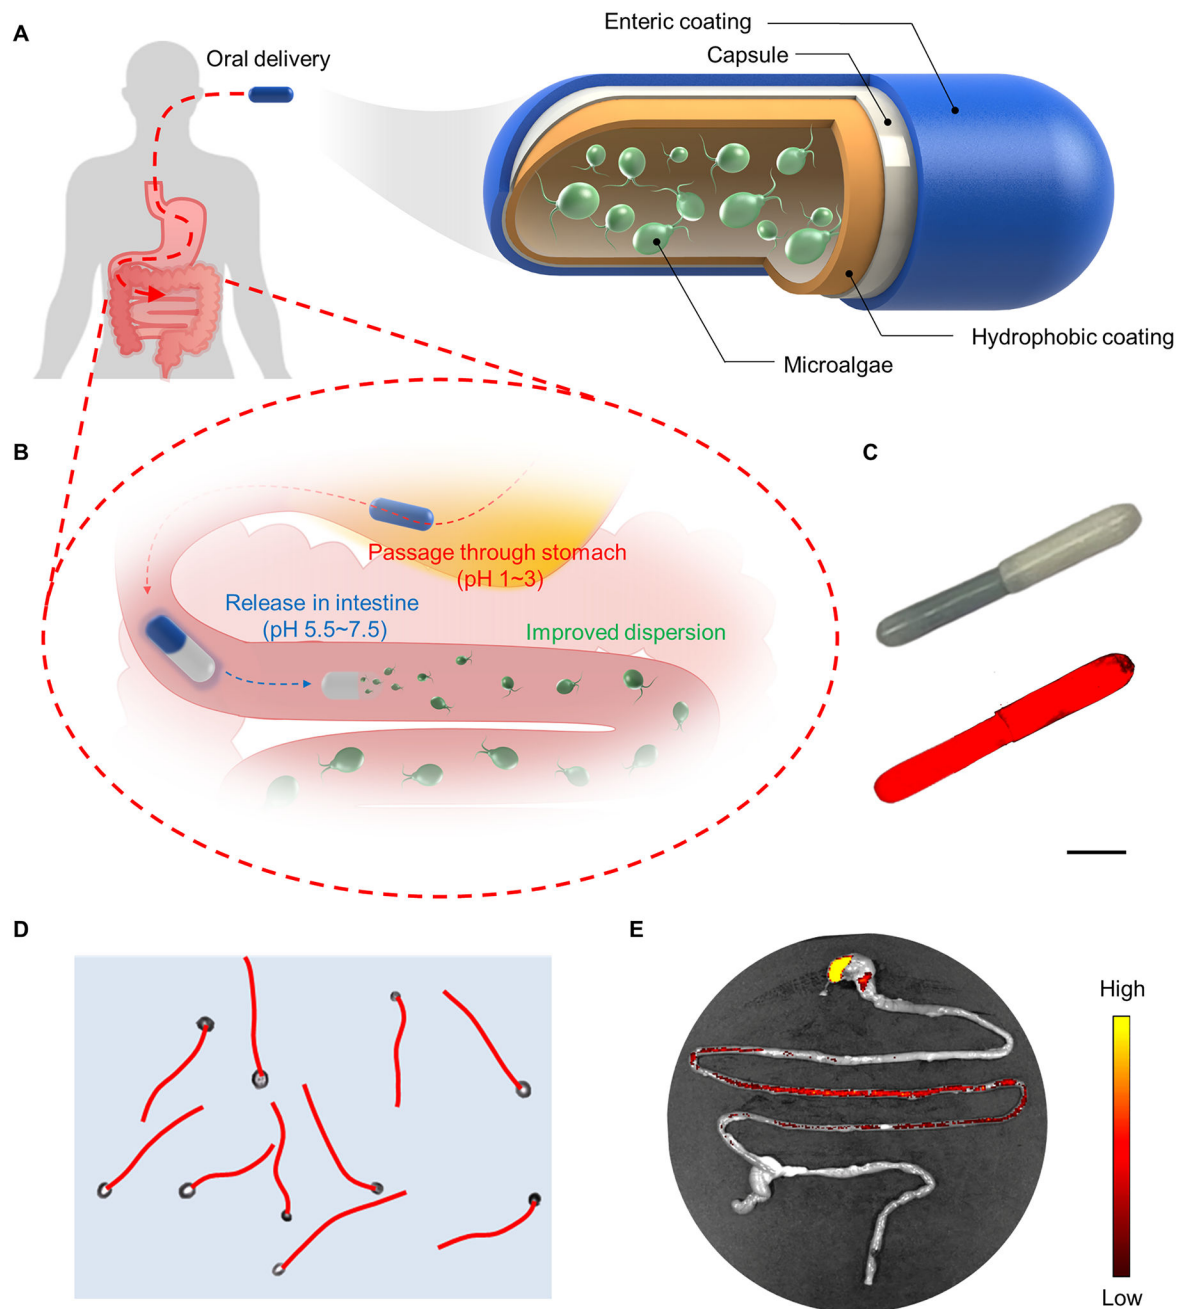 A
Oral delivery
Enteric coating
Capsule
Hydrophobic coating
Microalgae
B
Passage through stomach
(pH 1~3)
Release in intestine
(pH 5.5~7.5)
Improved dispersion
C
D
E
High
Low